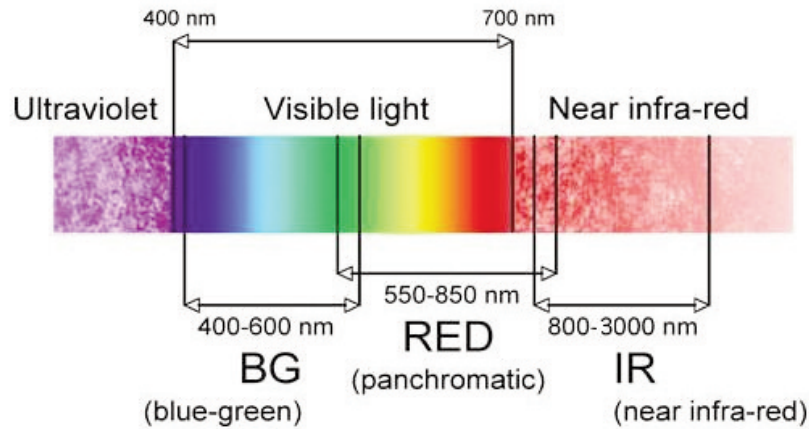 400 nm
700 nm
Ultraviolet
Visible light
Near infra-red
550-850 nm
400-600 nm
800-3000 nm
RED
BG
IR
(panchromatic)
(blue-green)
(near infra-red)